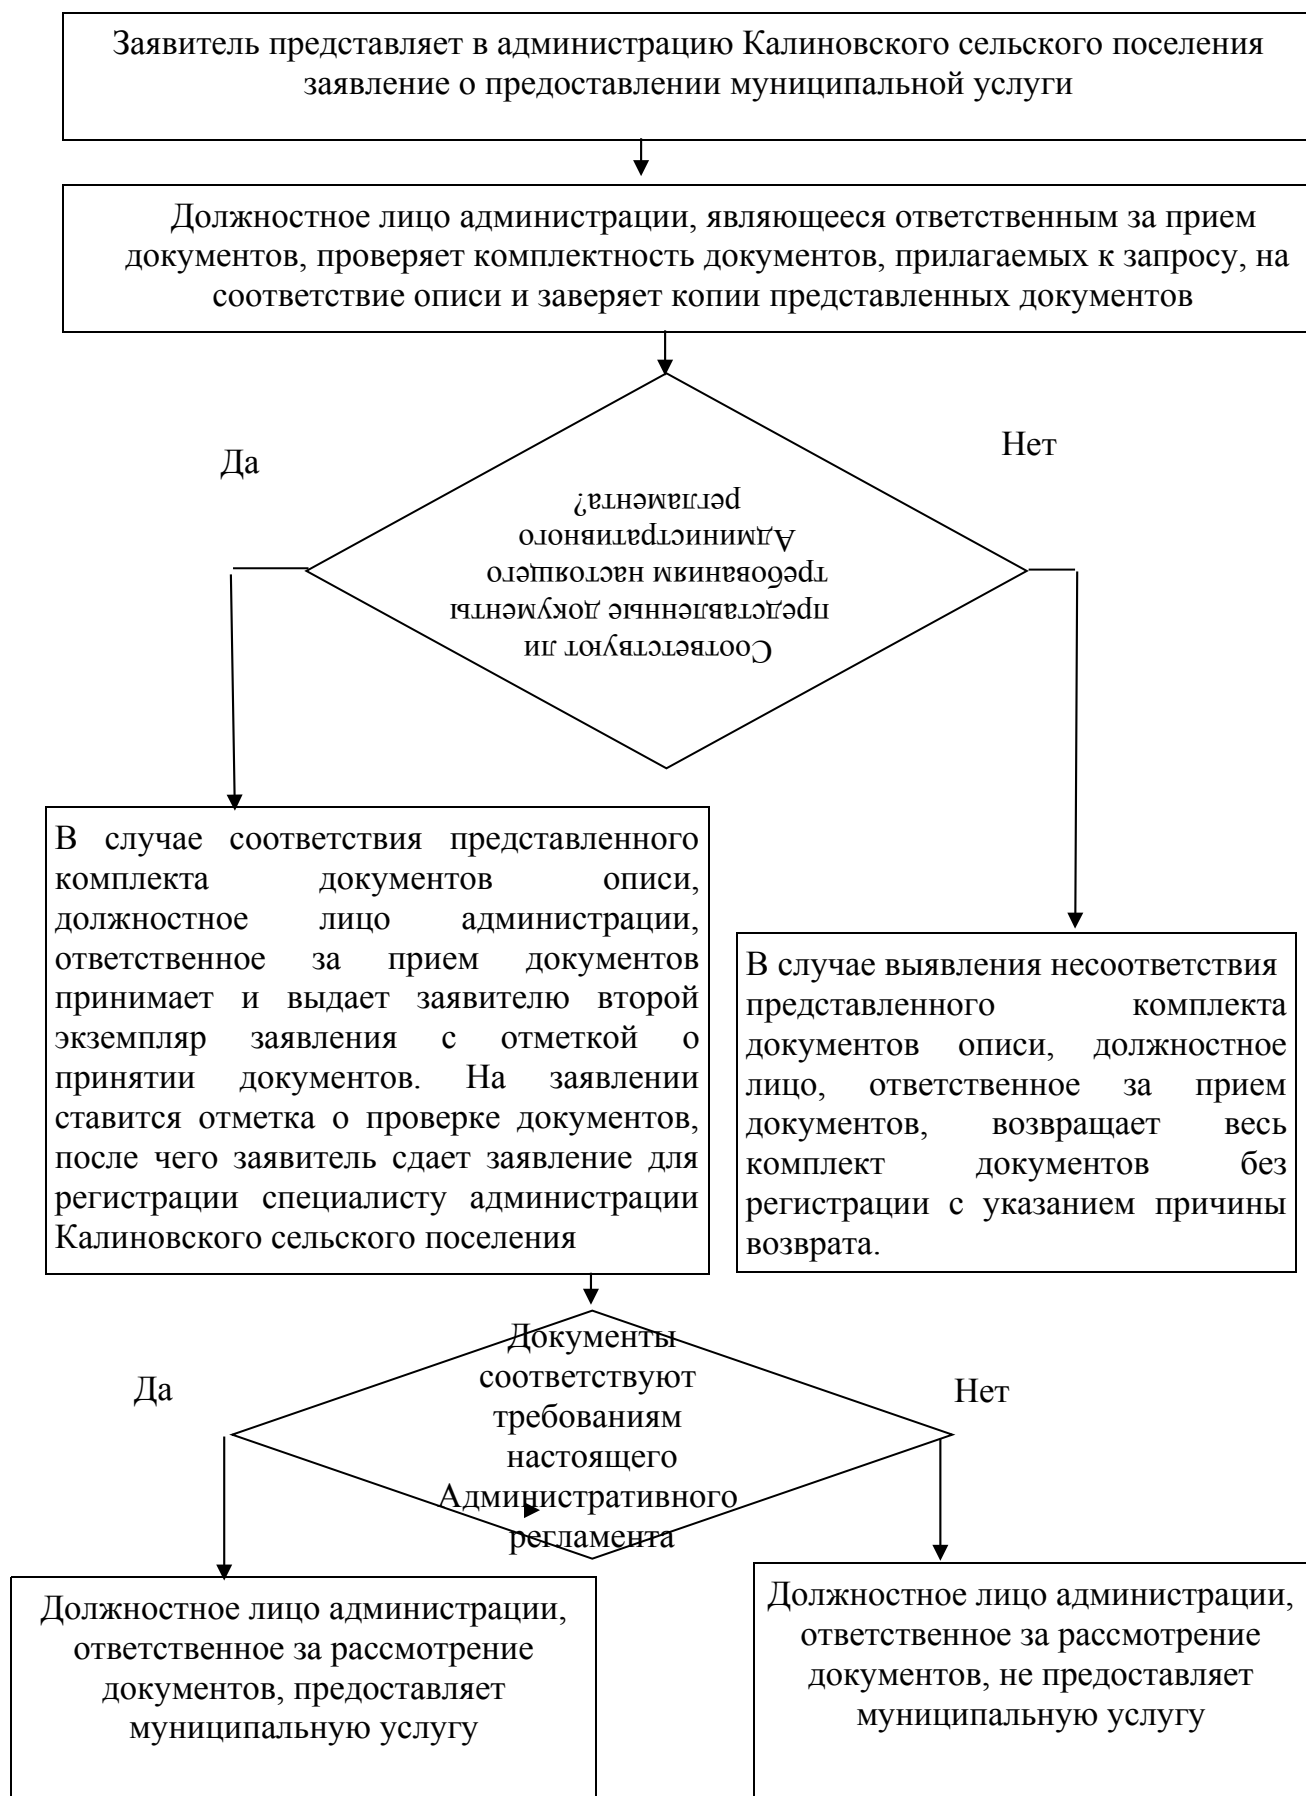 Заявитель представляет в администрацию Калиновского сельского поселения
заявление о предоставлении муниципальной услуги
Должностное лицо администрации, являющееся ответственным за прием
документов, проверяет комплектность документов, прилагаемых к запросу, на
соответствие описи и заверяет копии представленных документов
Да
Нет
Соответствуют ли
представленные документы
требованиям настоящего
Административного
регламента?
В случае соответствия представленного
комплекта документов описи,
должностное лицо администрации,
ответственное за прием документов
принимает и выдает заявителю второй
экземпляр заявления с отметкой о
принятии документов. На заявлении
ставится отметка о проверке документов,
после чего заявитель сдает заявление для
регистрации специалисту администрации
Калиновского сельского поселения
В случае выявления несоответствия
представленного комплекта
документов описи, должностное
лицо, ответственное за прием
документов, возвращает весь
комплект документов без
регистрации с указанием причины
возврата.
Да
Нет
Документы
соответствуют
требованиям
настоящего
Административного
регламента
Должностное лицо администрации,
ответственное за рассмотрение
документов, предоставляет
муниципальную услугу
Должностное лицо администрации,
ответственное за рассмотрение
документов, не предоставляет
муниципальную услугу